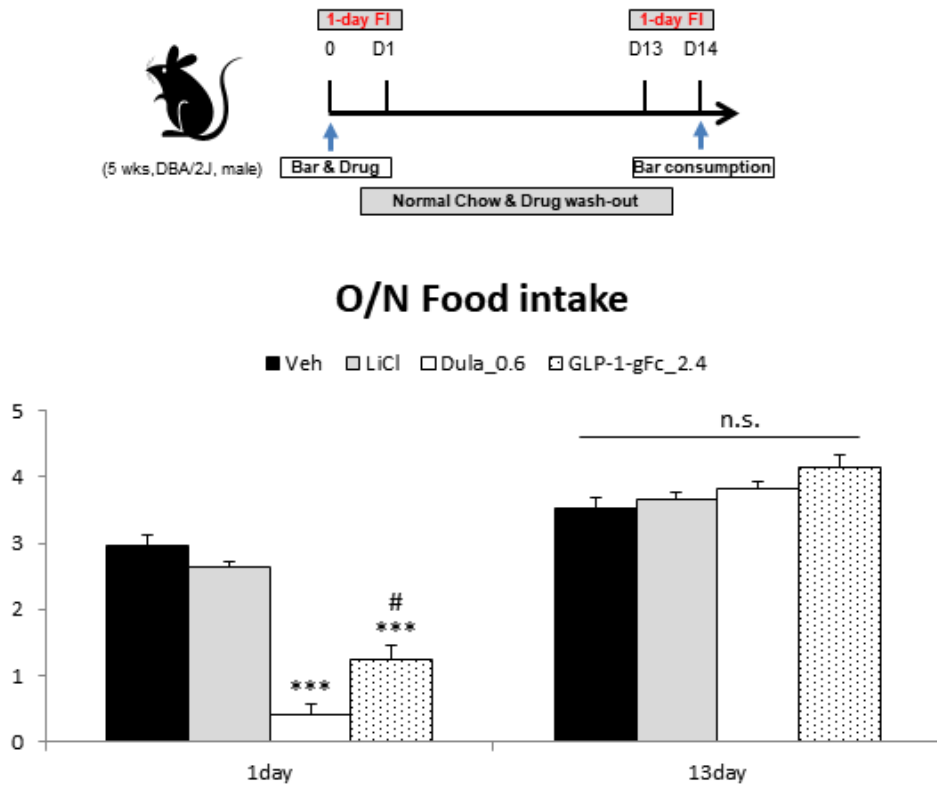 1-day FI 1-day FI
0 D1 D13 D14
(5 wks,DBA/2J, male) Bar & Drug Bar consumption
Normal Chow & Drug wash-out
O/N Food intake
Veh LiCl Dula_0.6 GLP-1-gFc_2.4
5
n.s.
4
3
2
#
***
1
***
0
1day 13day